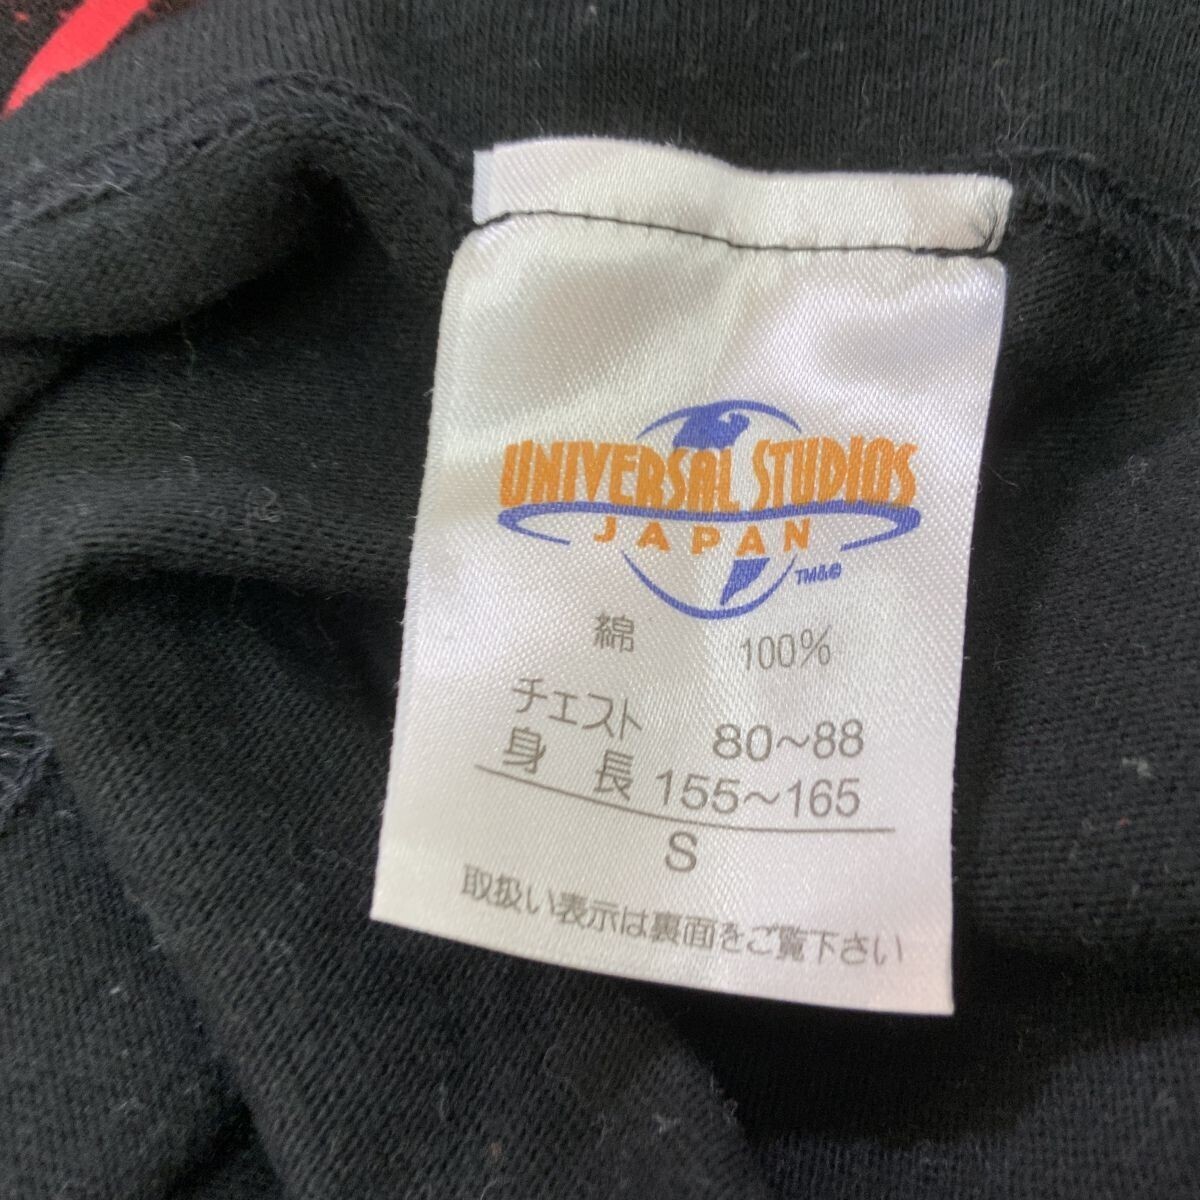 UNIVERSAL STUDIOS
JAPAN
TM&©
綿 100%
チェスト 80~88
身 長 155~165
S
取扱い表示は裏面をご覧下さい